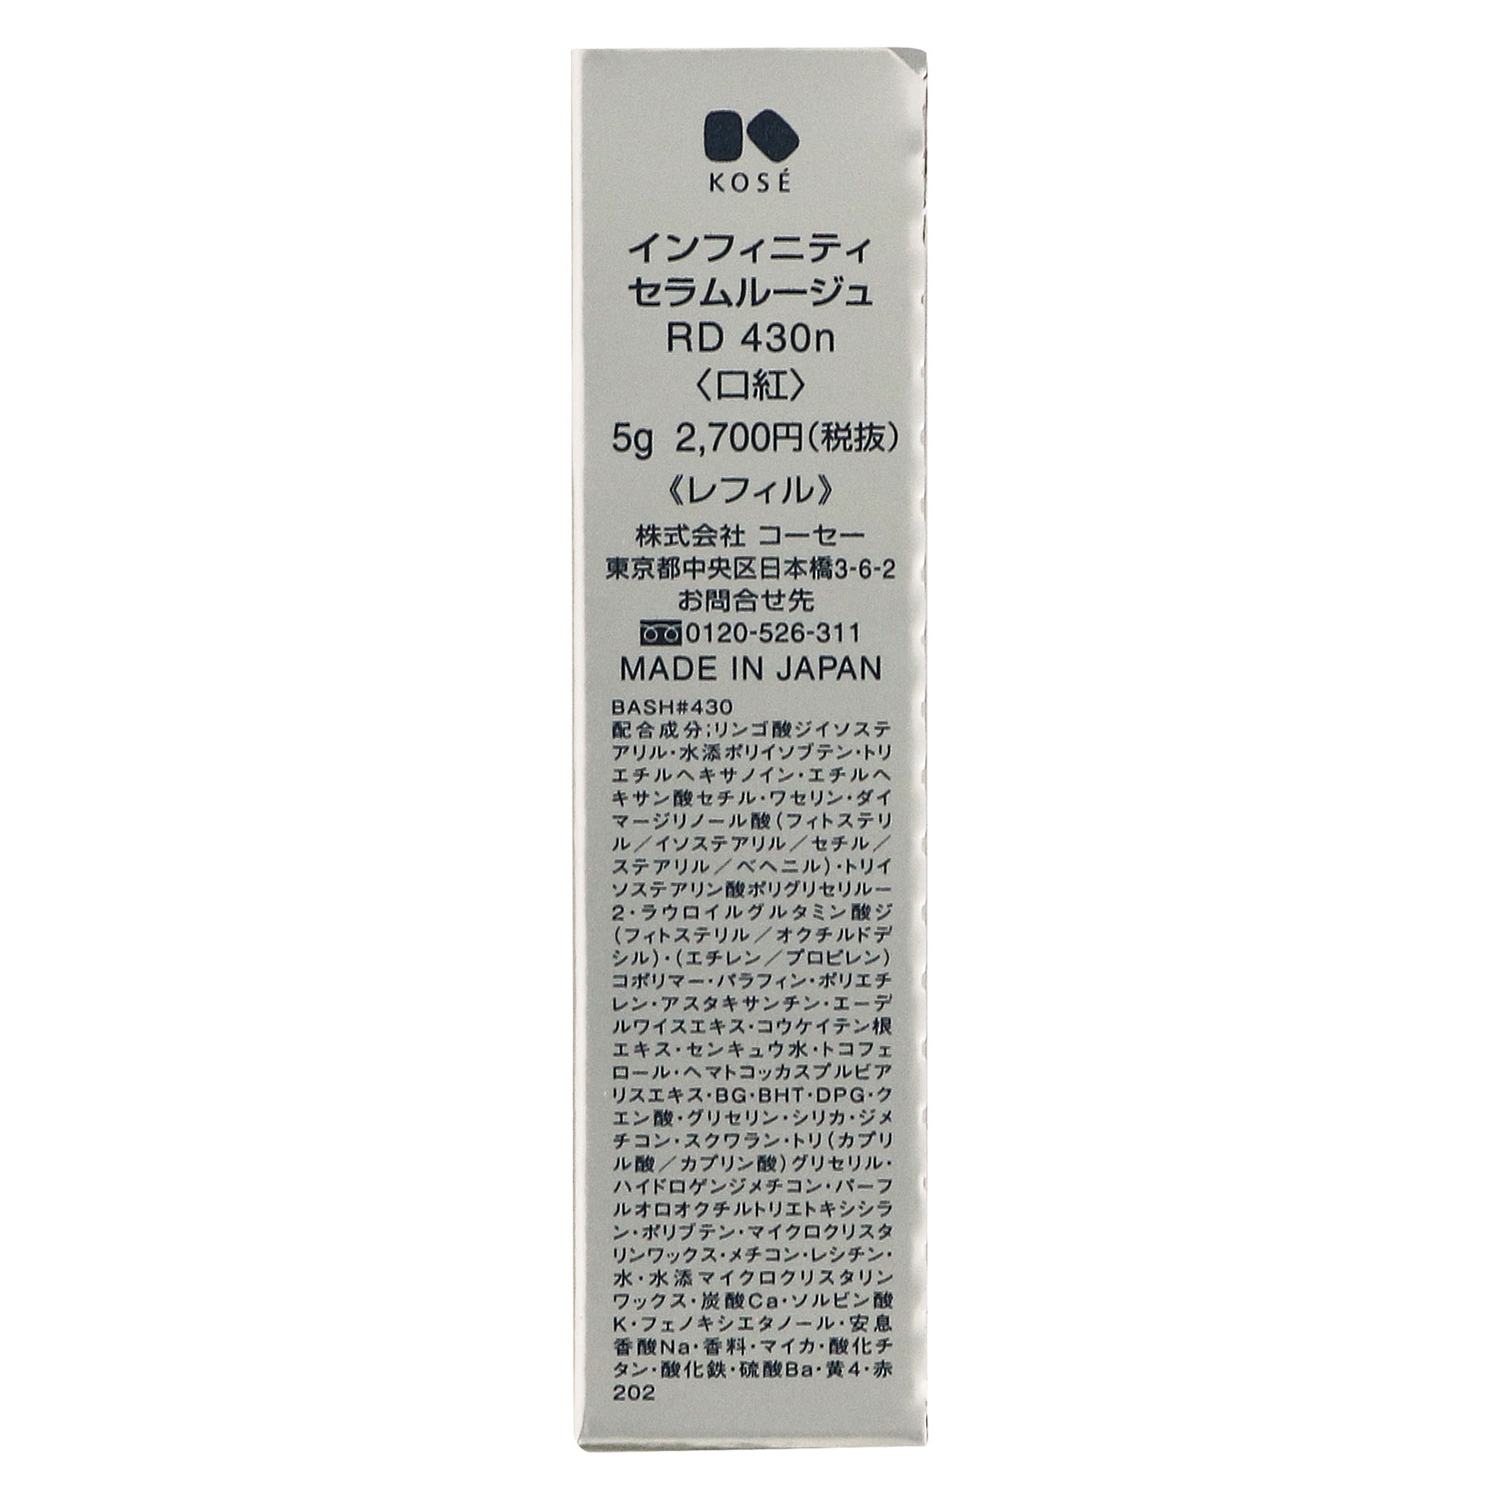 KOSÉ
インフィニティ
セラムルージュ
RD 430n
〈口紅〉
5g 2,700円(税抜)
《レフィル》
株式会社 コーセー
東京都中央区日本橋3-6-2
お問合せ先
0120-526-311
MADE IN JAPAN
BASH#430
配合成分;リンゴ酸ジイソステ
アリル・水添ポリイソブテン・トリ
エチルヘキサノイン・エチルヘ
キサン酸セチル・ワセリン・ダイ
マージリノール酸(フィトステリ
ル/イソステアリル/セチル/
ステアリル/ベヘニル)・トリイ
ソステアリン酸ポリグリセリルー
2・ラウロイルグルタミン酸ジ
(フィトステリル/オクチルドデ
シル)・(エチレン/プロピレン)
コポリマー・パラフィン・ポリエチ
レン・アスタキサンチン・エーデ
ルワイスエキス・コウケイテン根
エキス・センキュウ水・トコフェ
ロール・ヘマトコッカスプルビア
リスエキス・BG・BHT・DPG・ク
エン酸・グリセリン・シリカ・ジメ
チコン・スクワラン・トリ(カプリ
ル酸/カプリン酸)グリセリル・
ハイドロゲンジメチコン・パーフ
ルオロオクチルトリエトキシシラ
ン・ポリブテン・マイクロクリスタ
リンワックス・メチコン・レシチン・
水・水添マイクロクリスタリン
ワックス・炭酸Ca・ソルビン酸
K・フェノキシエタノール・安息
香酸Na・香料・マイカ・酸化チ
タン・酸化鉄・硫酸Ba・黄4・赤
202